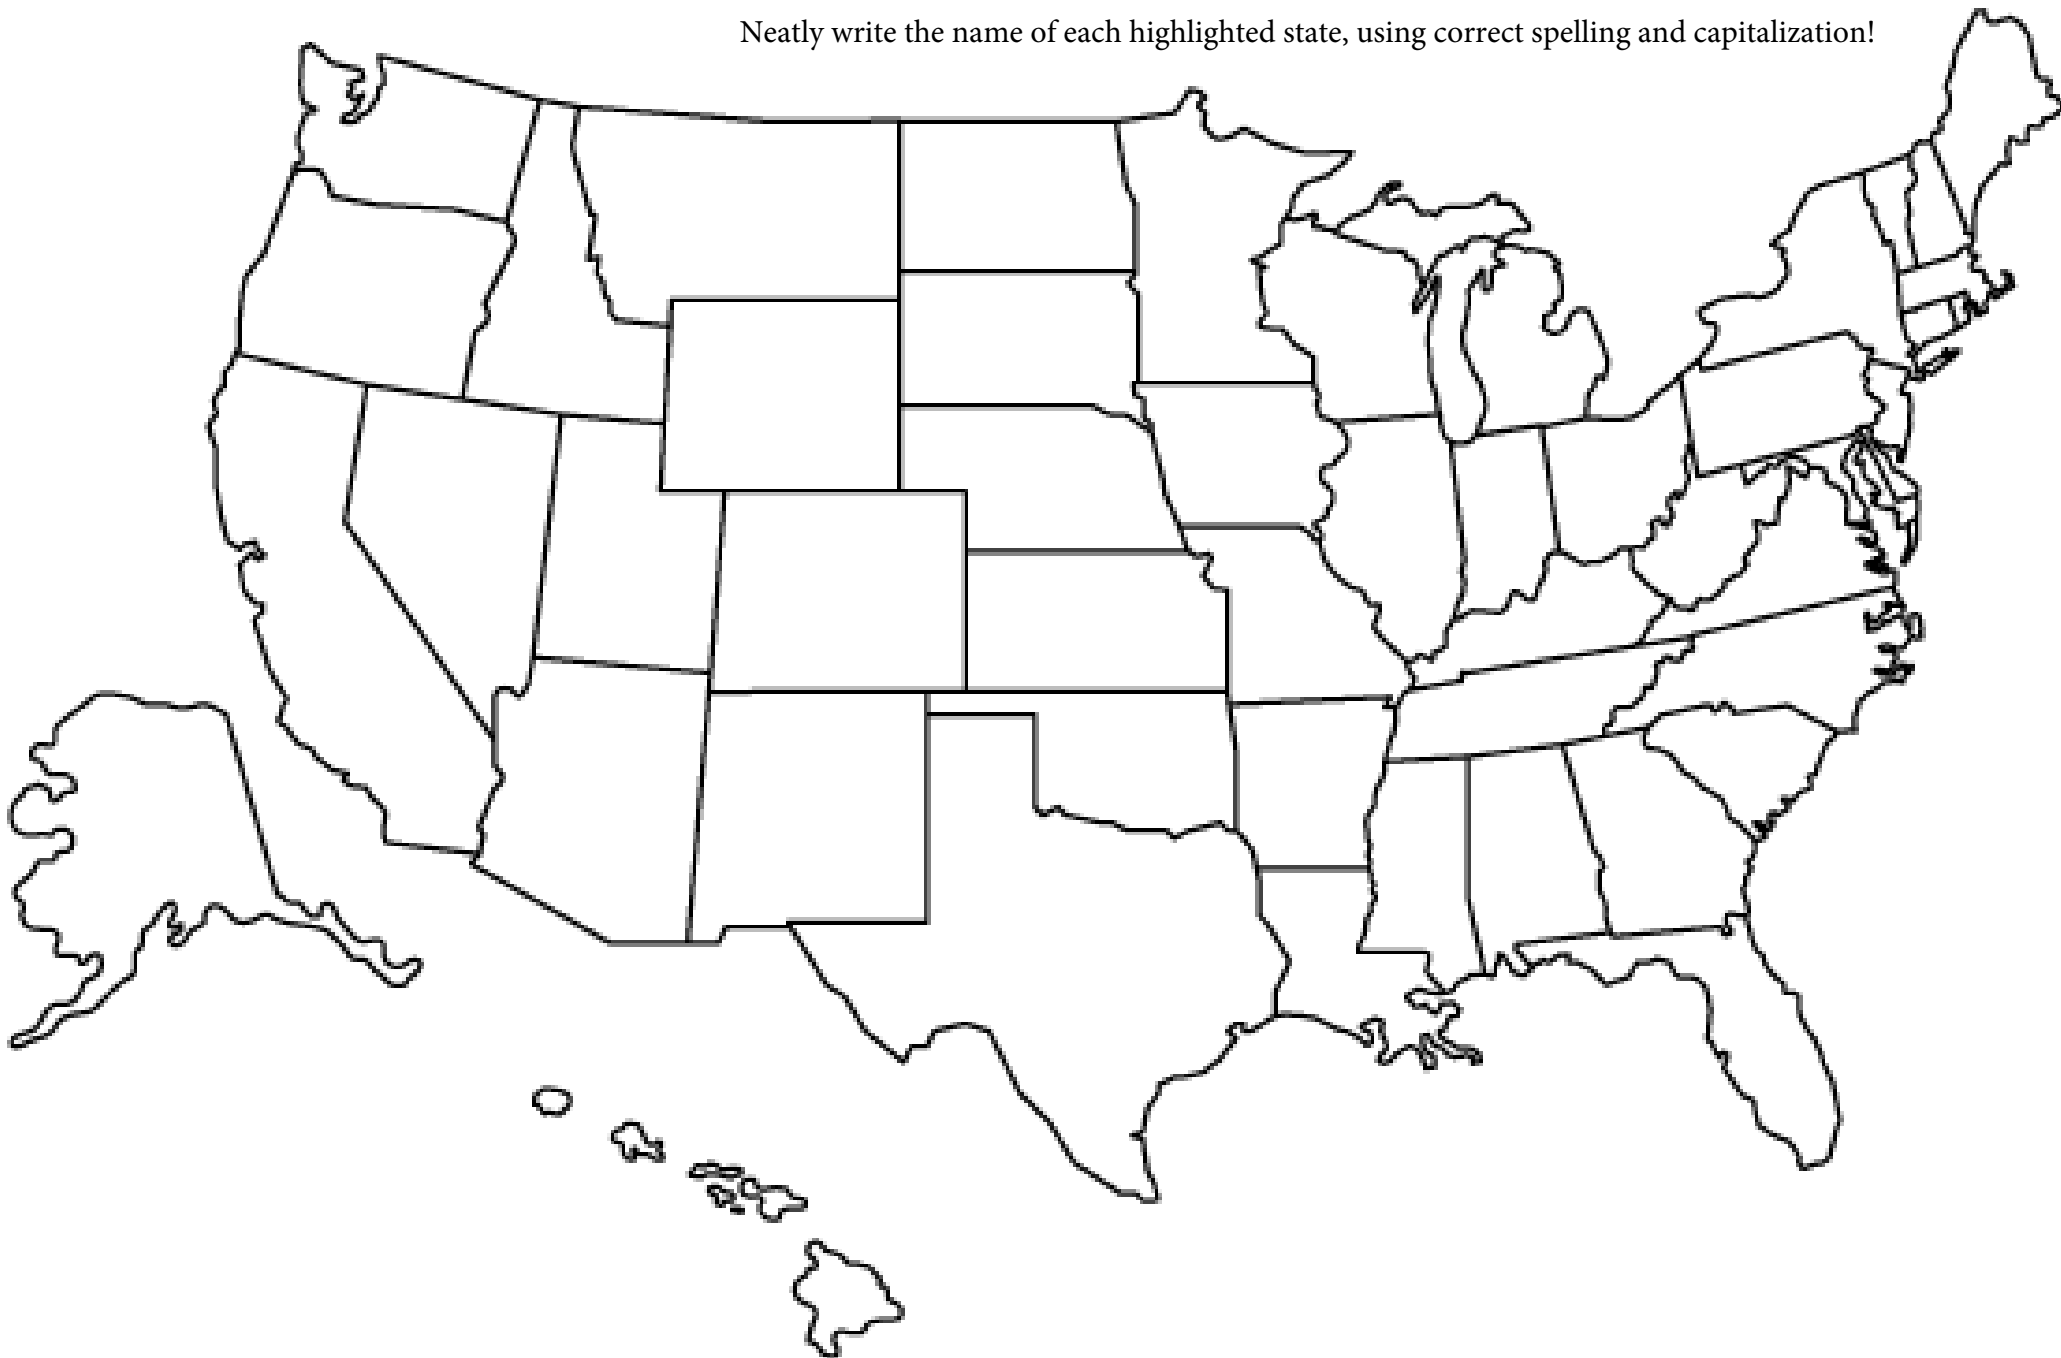 Neatly write the name of each highlighted state, using correct spelling and capitalization!